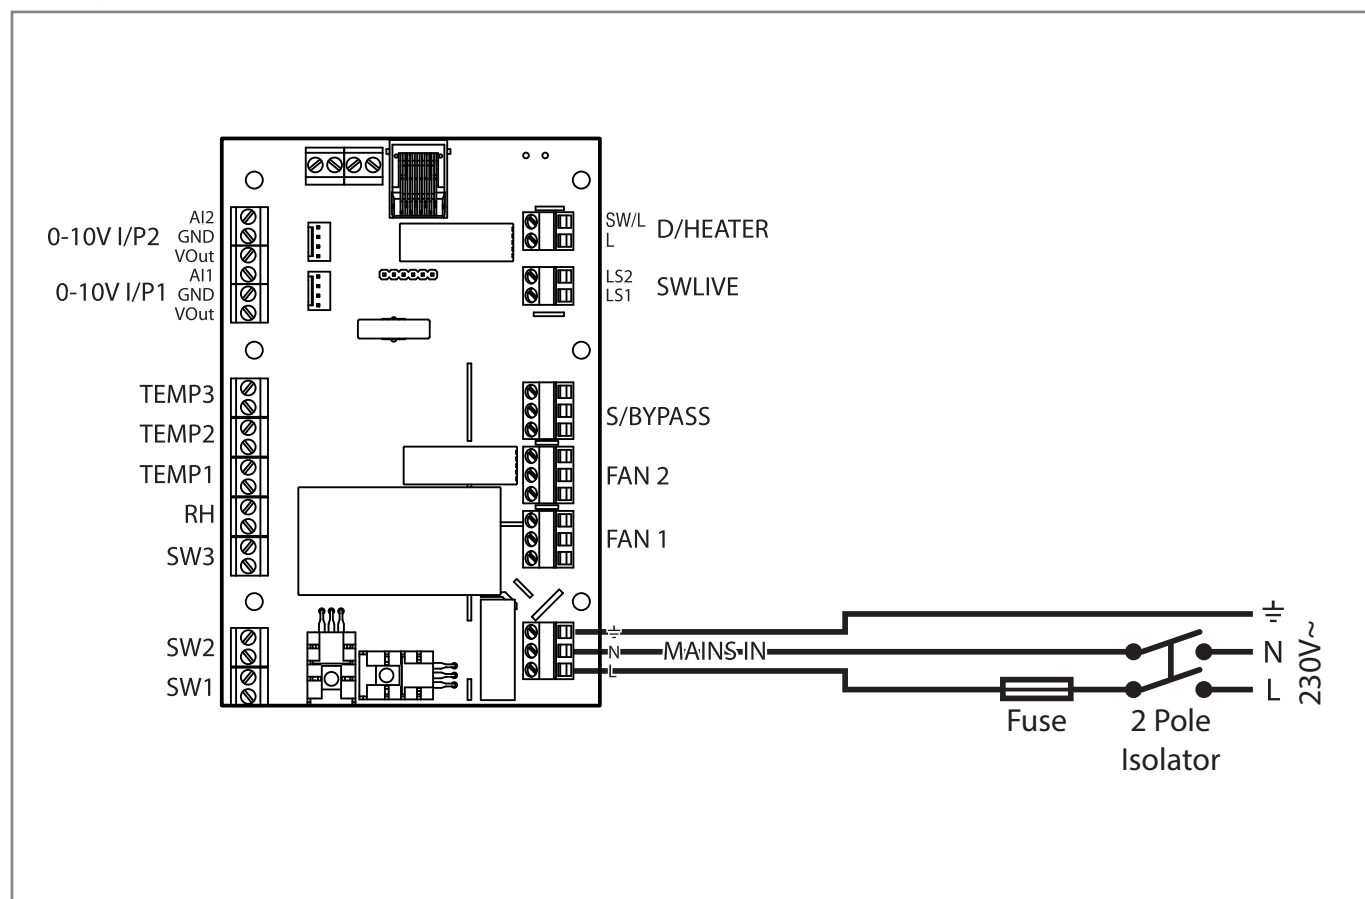 AI2
0-10V I/P2 GND
VOut
AI1
0-10V I/P1 GND
VOut
TEMP3
TEMP2
TEMP1
RH
SW3
SW2
SW1
SW/L
D/HEATER
L
LS2
SWLIVE
LS1
S/BYPASS
FAN 2
FAN 1
N
MAINS IN
L
N
L
230V~
Fuse
2 Pole
Isolator